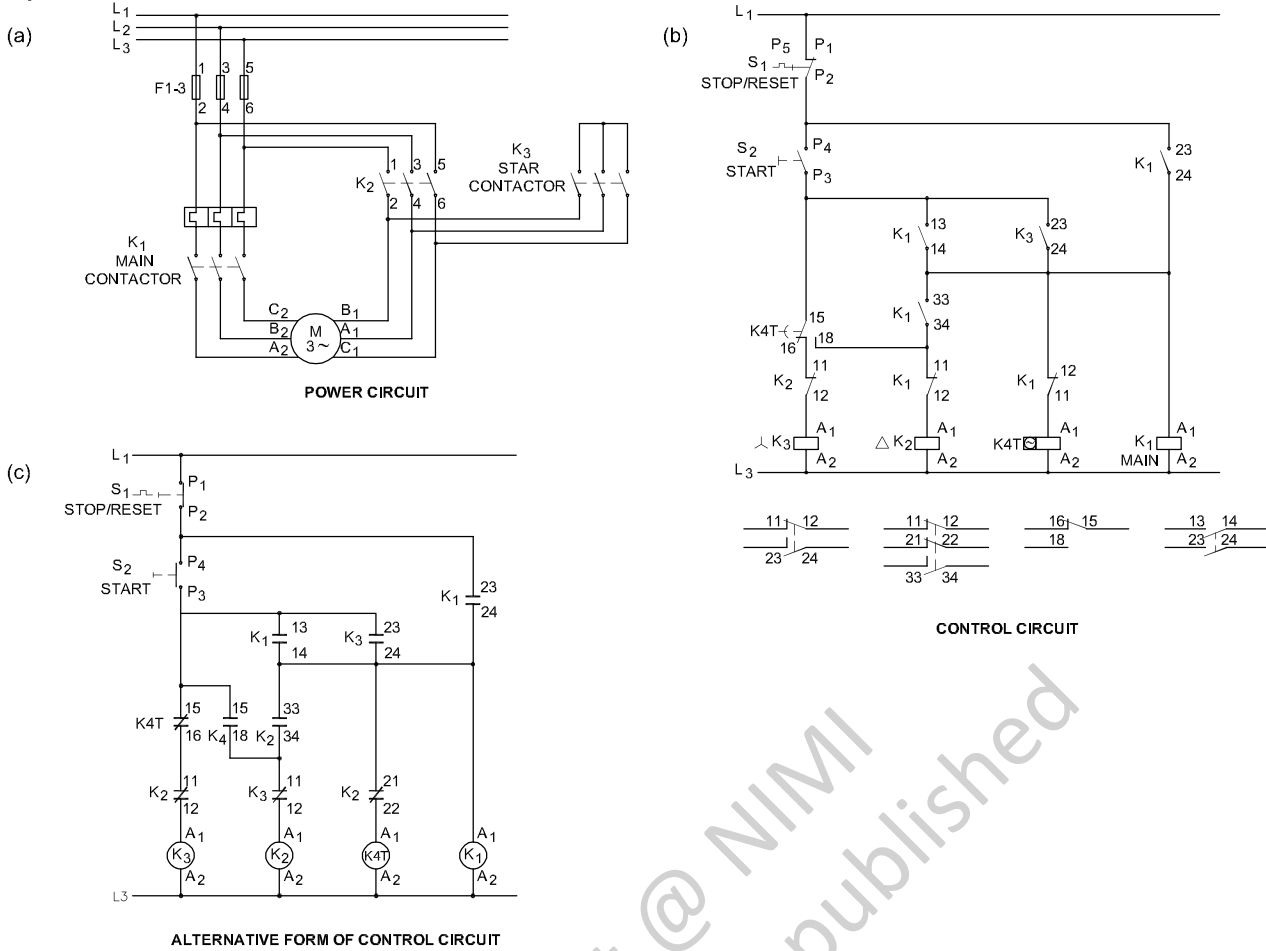 (a)
L1
L2
L3
F1-3
1 3 5
2 4 6
K1
MAIN
CONTACTOR
K2
1 3 5
2 4 6
K3
STAR
CONTACTOR
C2
B2
A2
M
3~
B1
A1
C1
POWER CIRCUIT
(b)
L1
P5 P1
S1
P2
STOP/RESET
S2
START
P4
P3
K1
23
24
K1
13
14
K3
23
24
K1
33
34
K4T
15
16 18
K2
11
12
K1
11
12
K1
12
11
K3 A1
A2
△ K2 A1
A2
K4T A1
A2
K1 A1
MAIN A2
L3
11 12
23 24
11 12
21 22
33 34
16 15
18
13 14
23 24
CONTROL CIRCUIT
(c)
L1
S1
STOP/RESET
P1
P2
S2
START
P4
P3
K1
23
24
K1
13
14
K3
23
24
K4T
15
16
K4
15
18
K2
33
34
K2
11
12
K3
11
12
K2
21
22
A1
K3
A2
A1
K2
A2
A1
K4T
A2
A1
K1
A2
L3
ALTERNATIVE FORM OF CONTROL CIRCUIT
@ NIMI
published